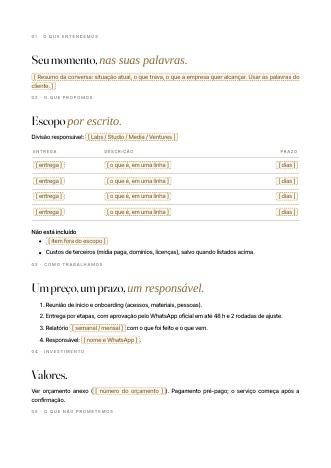 01 · O QUE ENTENDEMOS
Seu momento, nas suas palavras.
[ Resumo da conversa: situação atual, o que trava, o que a empresa quer alcançar. Usar as palavras do
cliente. ]
02 · O QUE PROPOMOS
Escopo por escrito.
Divisão responsável: [ Labs / Studio / Media / Ventures ]
ENTREGA DESCRIÇÃO PRAZO
[ entrega ] [ o que é, em uma linha ] [ dias ]
[ entrega ] [ o que é, em uma linha ] [ dias ]
[ entrega ] [ o que é, em uma linha ] [ dias ]
[ entrega ] [ o que é, em uma linha ] [ dias ]
Não está incluído
• [ item fora do escopo ]
• Custos de terceiros (mídia paga, domínios, licenças), salvo quando listados acima.
03 · COMO TRABALHAMOS
Um preço, um prazo, um responsável.
1. Reunião de início e onboarding (acessos, materiais, pessoas).
2. Entrega por etapas, com aprovação pelo WhatsApp oficial em até 48 h e 2 rodadas de ajuste.
3. Relatório [ semanal / mensal ] com o que foi feito e o que vem.
4. Responsável: [ nome e WhatsApp ].
04 · INVESTIMENTO
Valores.
Ver orçamento anexo ([ número do orçamento ]). Pagamento pré-pago; o serviço começa após a
confirmação.
05 · O QUE NÃO PROMETEMOS